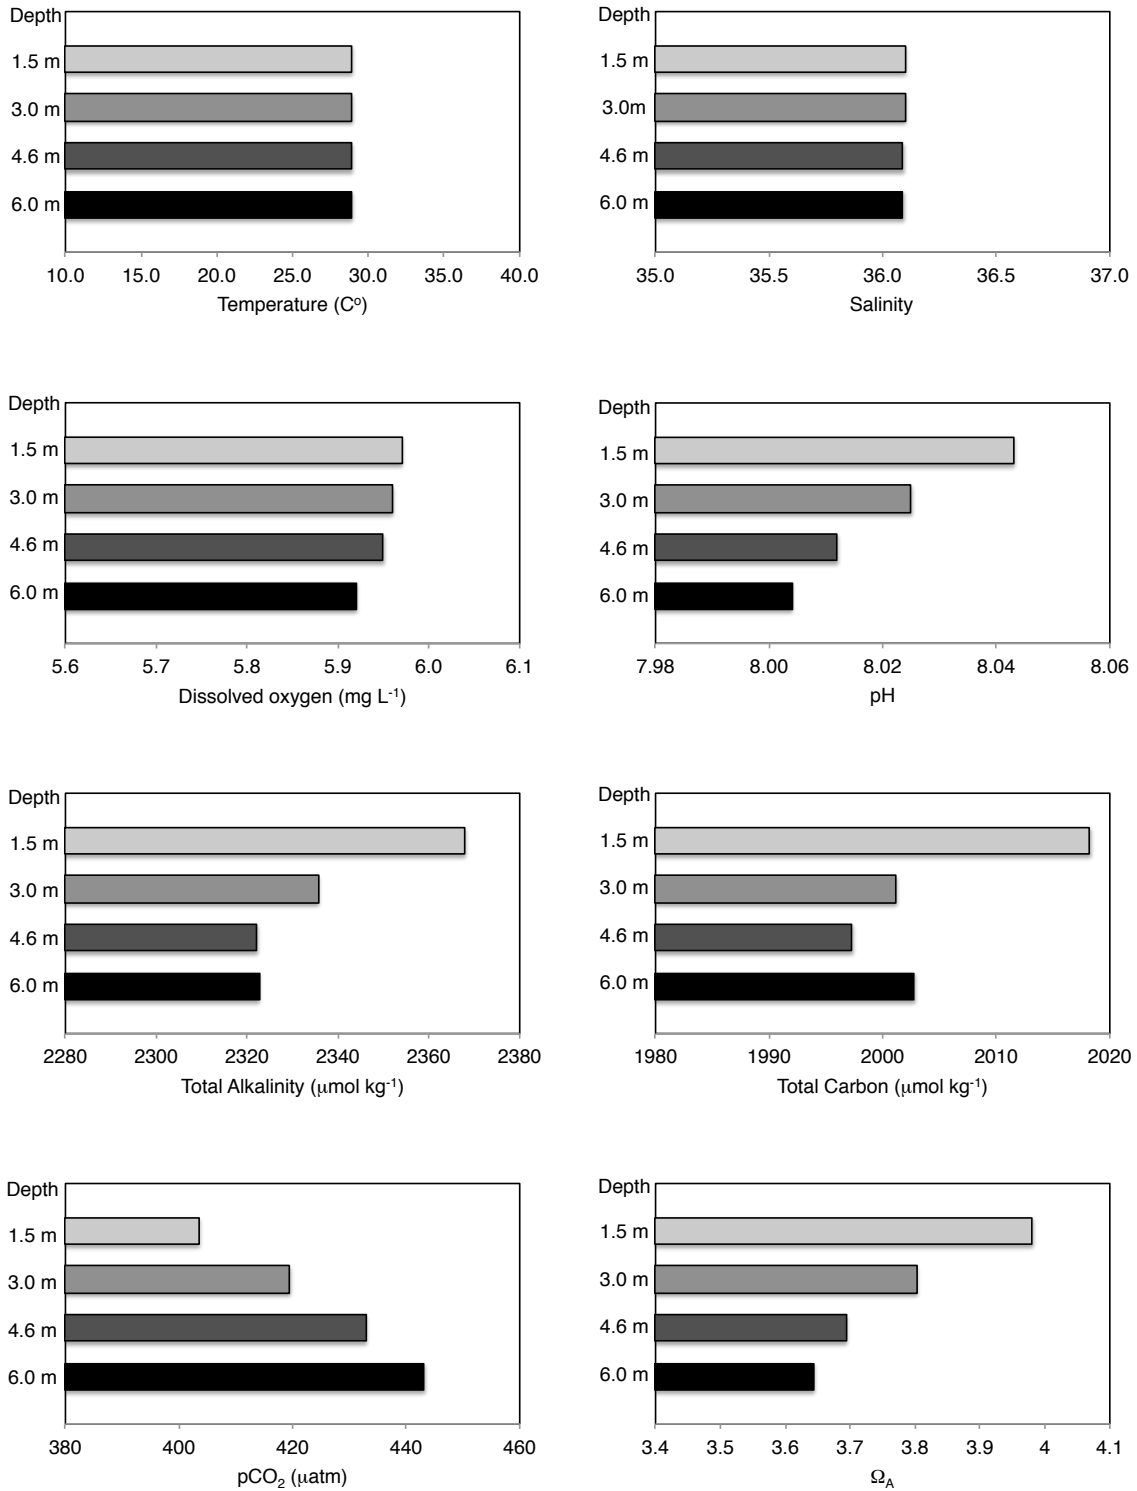 Depth
1.5 m
3.0 m
4.6 m
6.0 m
10.0 15.0 20.0 25.0 30.0 35.0 40.0
Temperature (Cº)
Depth
1.5 m
3.0m
4.6 m
6.0 m
35.0 35.5 36.0 36.5 37.0
Salinity
Depth
1.5 m
3.0 m
4.6 m
6.0 m
5.6 5.7 5.8 5.9 6.0 6.1
Dissolved oxygen (mg L⁻¹)
Depth
1.5 m
3.0 m
4.6 m
6.0 m
7.98 8.00 8.02 8.04 8.06
pH
Depth
1.5 m
3.0 m
4.6 m
6.0 m
2280 2300 2320 2340 2360 2380
Total Alkalinity (μmol kg⁻¹)
Depth
1.5 m
3.0 m
4.6 m
6.0 m
1980 1990 2000 2010 2020
Total Carbon (μmol kg⁻¹)
Depth
1.5 m
3.0 m
4.6 m
6.0 m
380 400 420 440 460
pCO₂ (μatm)
Depth
1.5 m
3.0 m
4.6 m
6.0 m
3.4 3.5 3.6 3.7 3.8 3.9 4 4.1
Ω_A